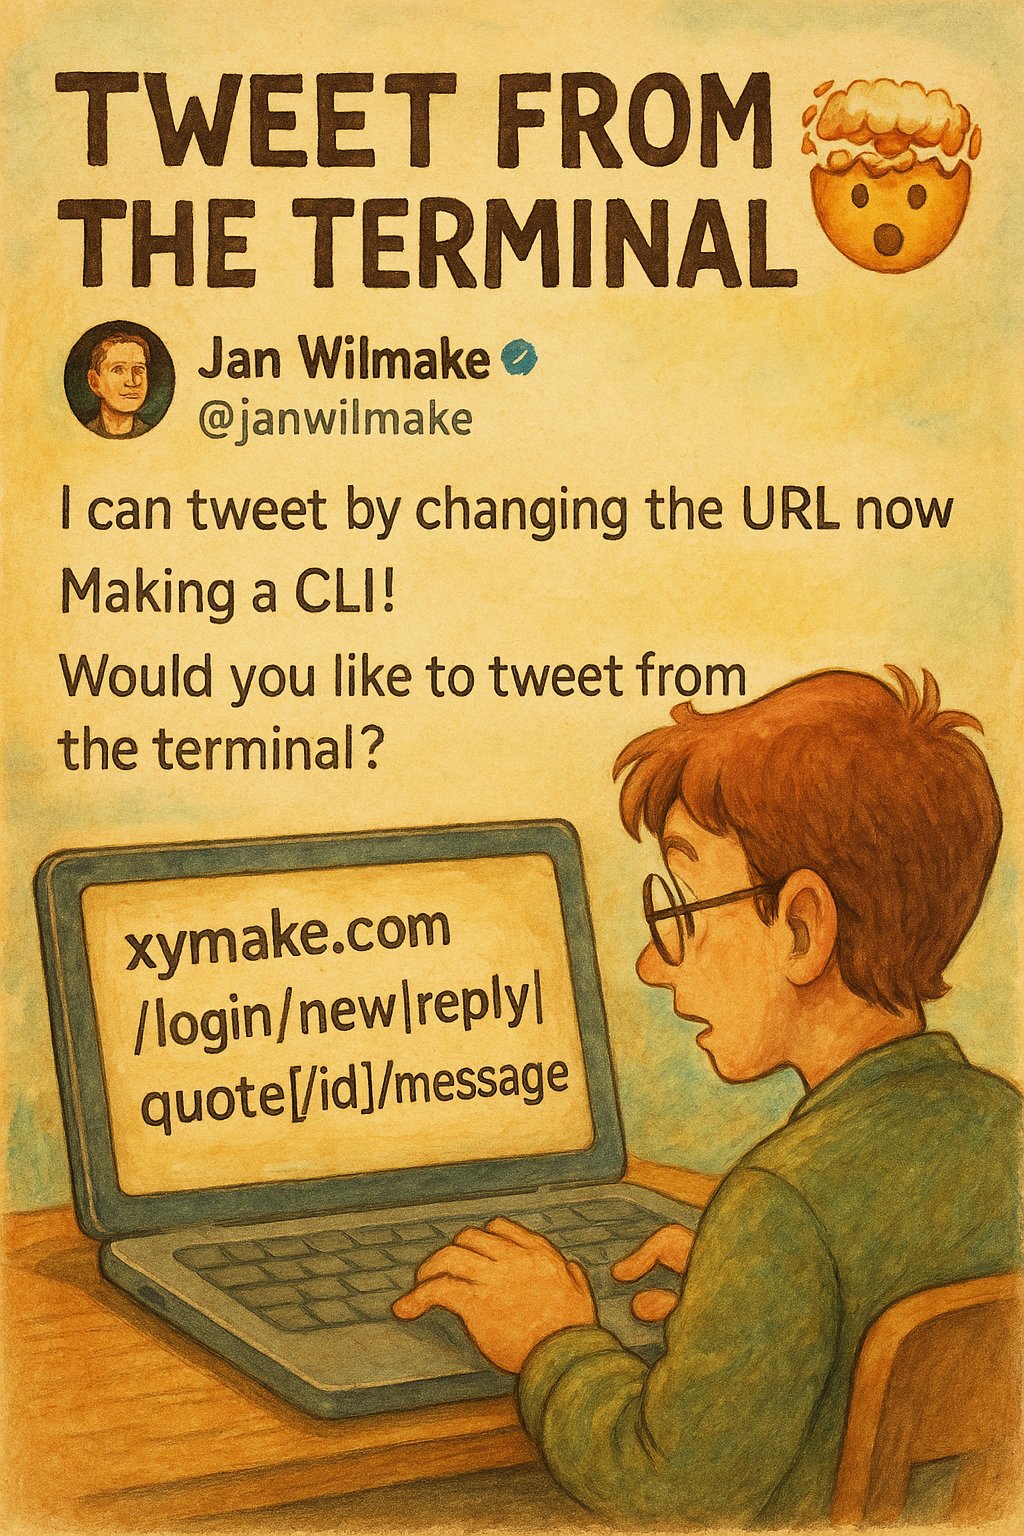 TWEET FROM
THE TERMINAL
Jan Wilmake
@janwilmake
I can tweet by changing the URL now
Making a CLI!
Would you like to tweet from
the terminal?
xymake.com
/login/new|reply|
quote[/id]/message